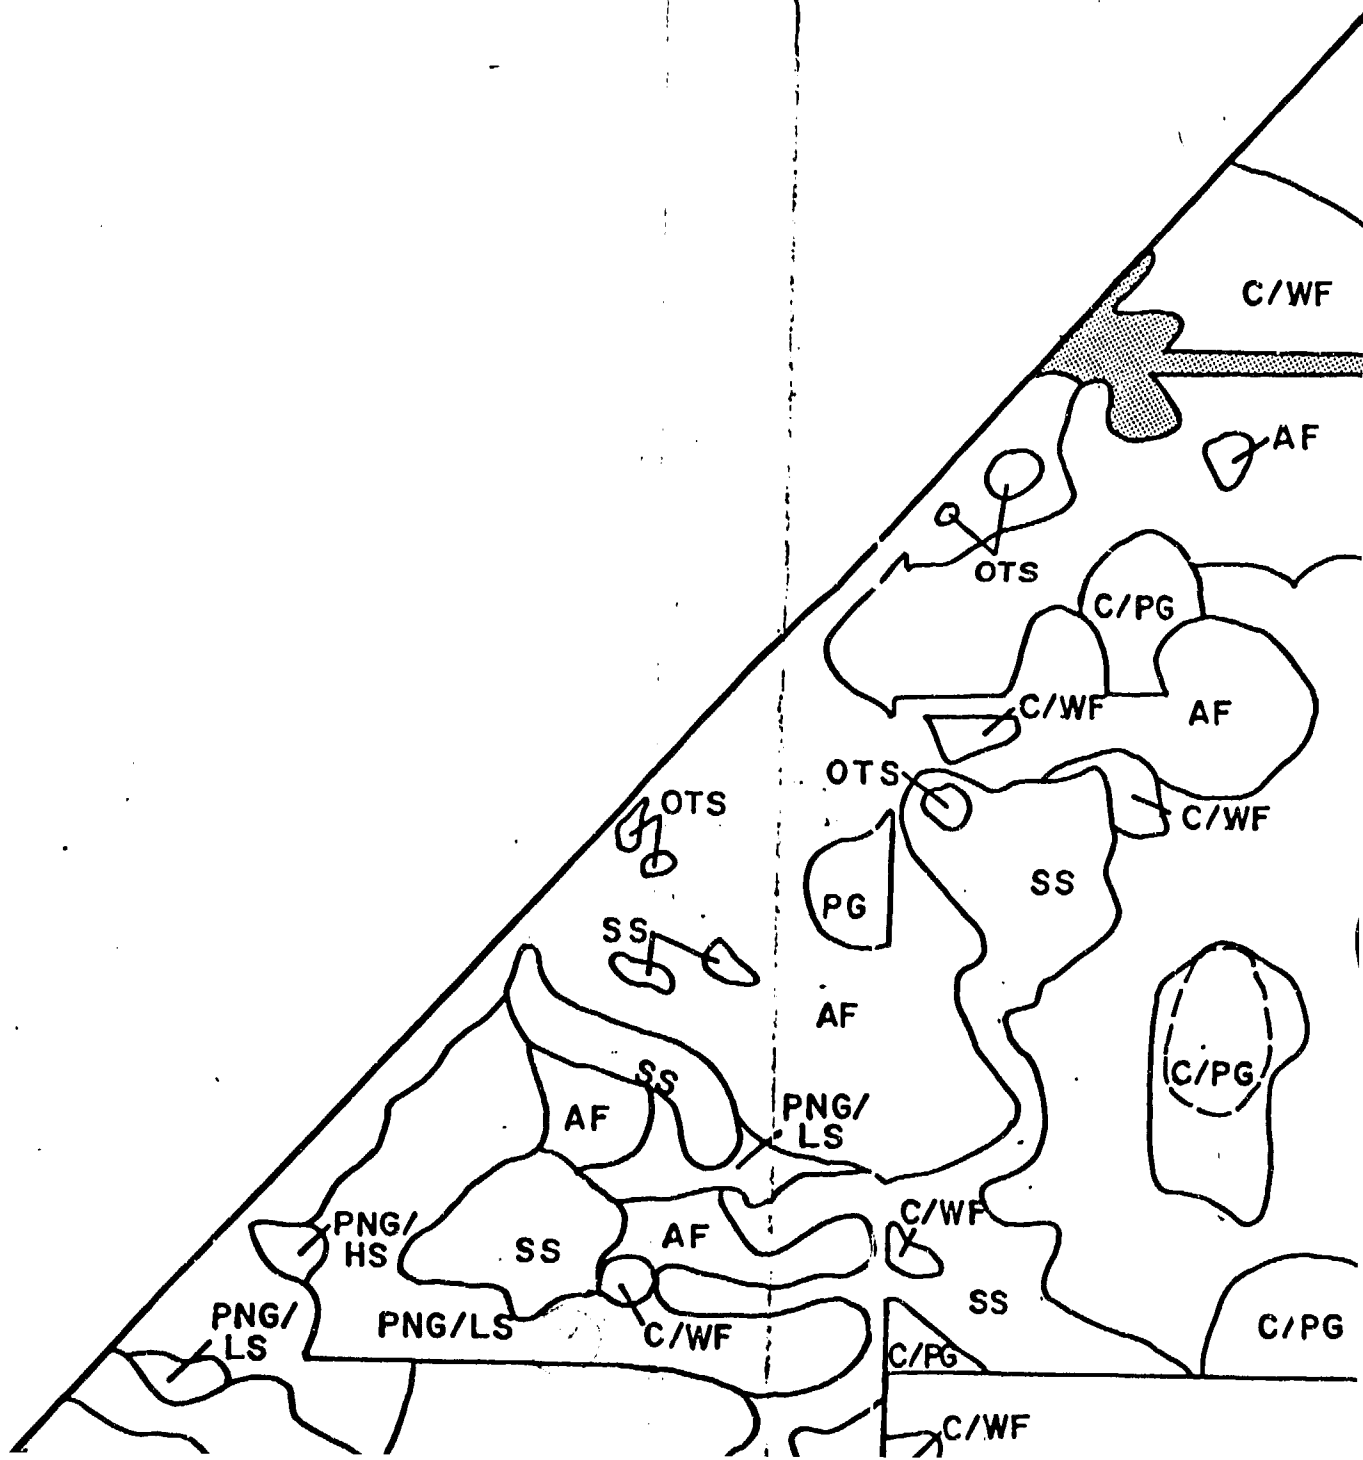 C/WF
AF
OTS
C/PG
C/WF
AF
OTS
OTS
C/WF
SS
PG
SS
AF
SS
C/PG
AF
PNG/
LS
C/WF
PNG/
HS
SS
AF
SS
PNG/
LS
PNG/LS
C/WF
C/PG
C/PG
C/WF